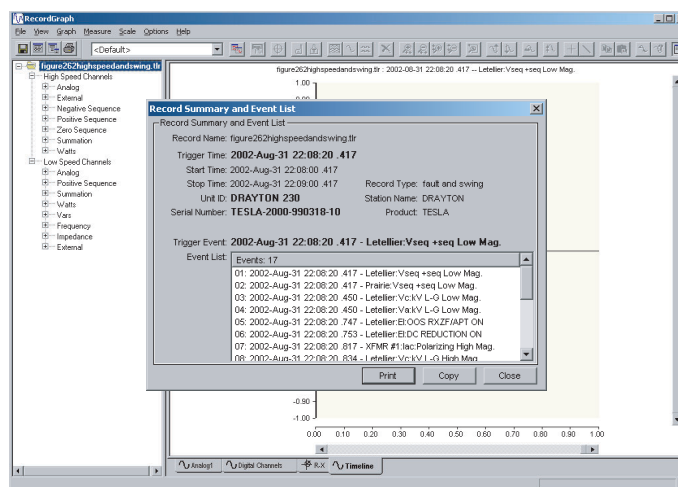 RecordGraph
File View Graph Measure Scale Options Help
<Default>
figure262highspeedandswing.tlr
High Speed Channels
Analog
External
Negative Sequence
Positive Sequence
Zero Sequence
Summation
Watts
Low Speed Channels
Analog
Positive Sequence
Summation
Watts
Vars
Frequency
Impedance
External
figure262highspeedandswing.tlr : 2002-08-31 22:08:20 .417 -- Letellier:Vseq +seq Low Mag.
1.00
Record Summary and Event List
Record Summary and Event List
Record Name: figure262highspeedandswing.tlr
Trigger Time: 2002-Aug-31 22:08:20 .417
Start Time: 2002-Aug-31 22:08:00 .417
Stop Time: 2002-Aug-31 22:09:00 .417 Record Type: fault and swing
Unit ID: DRAYTON 230 Station Name: DRAYTON
Serial Number: TESLA-2000-990318-10 Product: TESLA
Trigger Event: 2002-Aug-31 22:08:20 .417 - Letellier:Vseq +seq Low Mag.
Event List: Events: 17
01: 2002-Aug-31 22:08:20 .417 - Letellier:Vseq +seq Low Mag.
02: 2002-Aug-31 22:08:20 .417 - Prairie:Vseq +seq Low Mag.
03: 2002-Aug-31 22:08:20 .450 - Letellier:Vc:kV L-G Low Mag.
04: 2002-Aug-31 22:08:20 .450 - Letellier:Va:kV L-G Low Mag.
05: 2002-Aug-31 22:08:20 .747 - Letellier:EI:OOS RXZF/APT ON
06: 2002-Aug-31 22:08:20 .753 - Letellier:EI:DC REDUCTION ON
07: 2002-Aug-31 22:08:20 .817 - XFMR #1:Iac:Polarizing High Mag.
08: 2002-Aug-31 22:08:20 .834 - Letellier:Vc:kV L-G High Mag.
Print Copy Close
-0.90
-1.00
0.00 0.10 0.20 0.30 0.40 0.50 0.60 0.70 0.80 0.90 1.00
Analog1 Digital Channels R-X Timeline